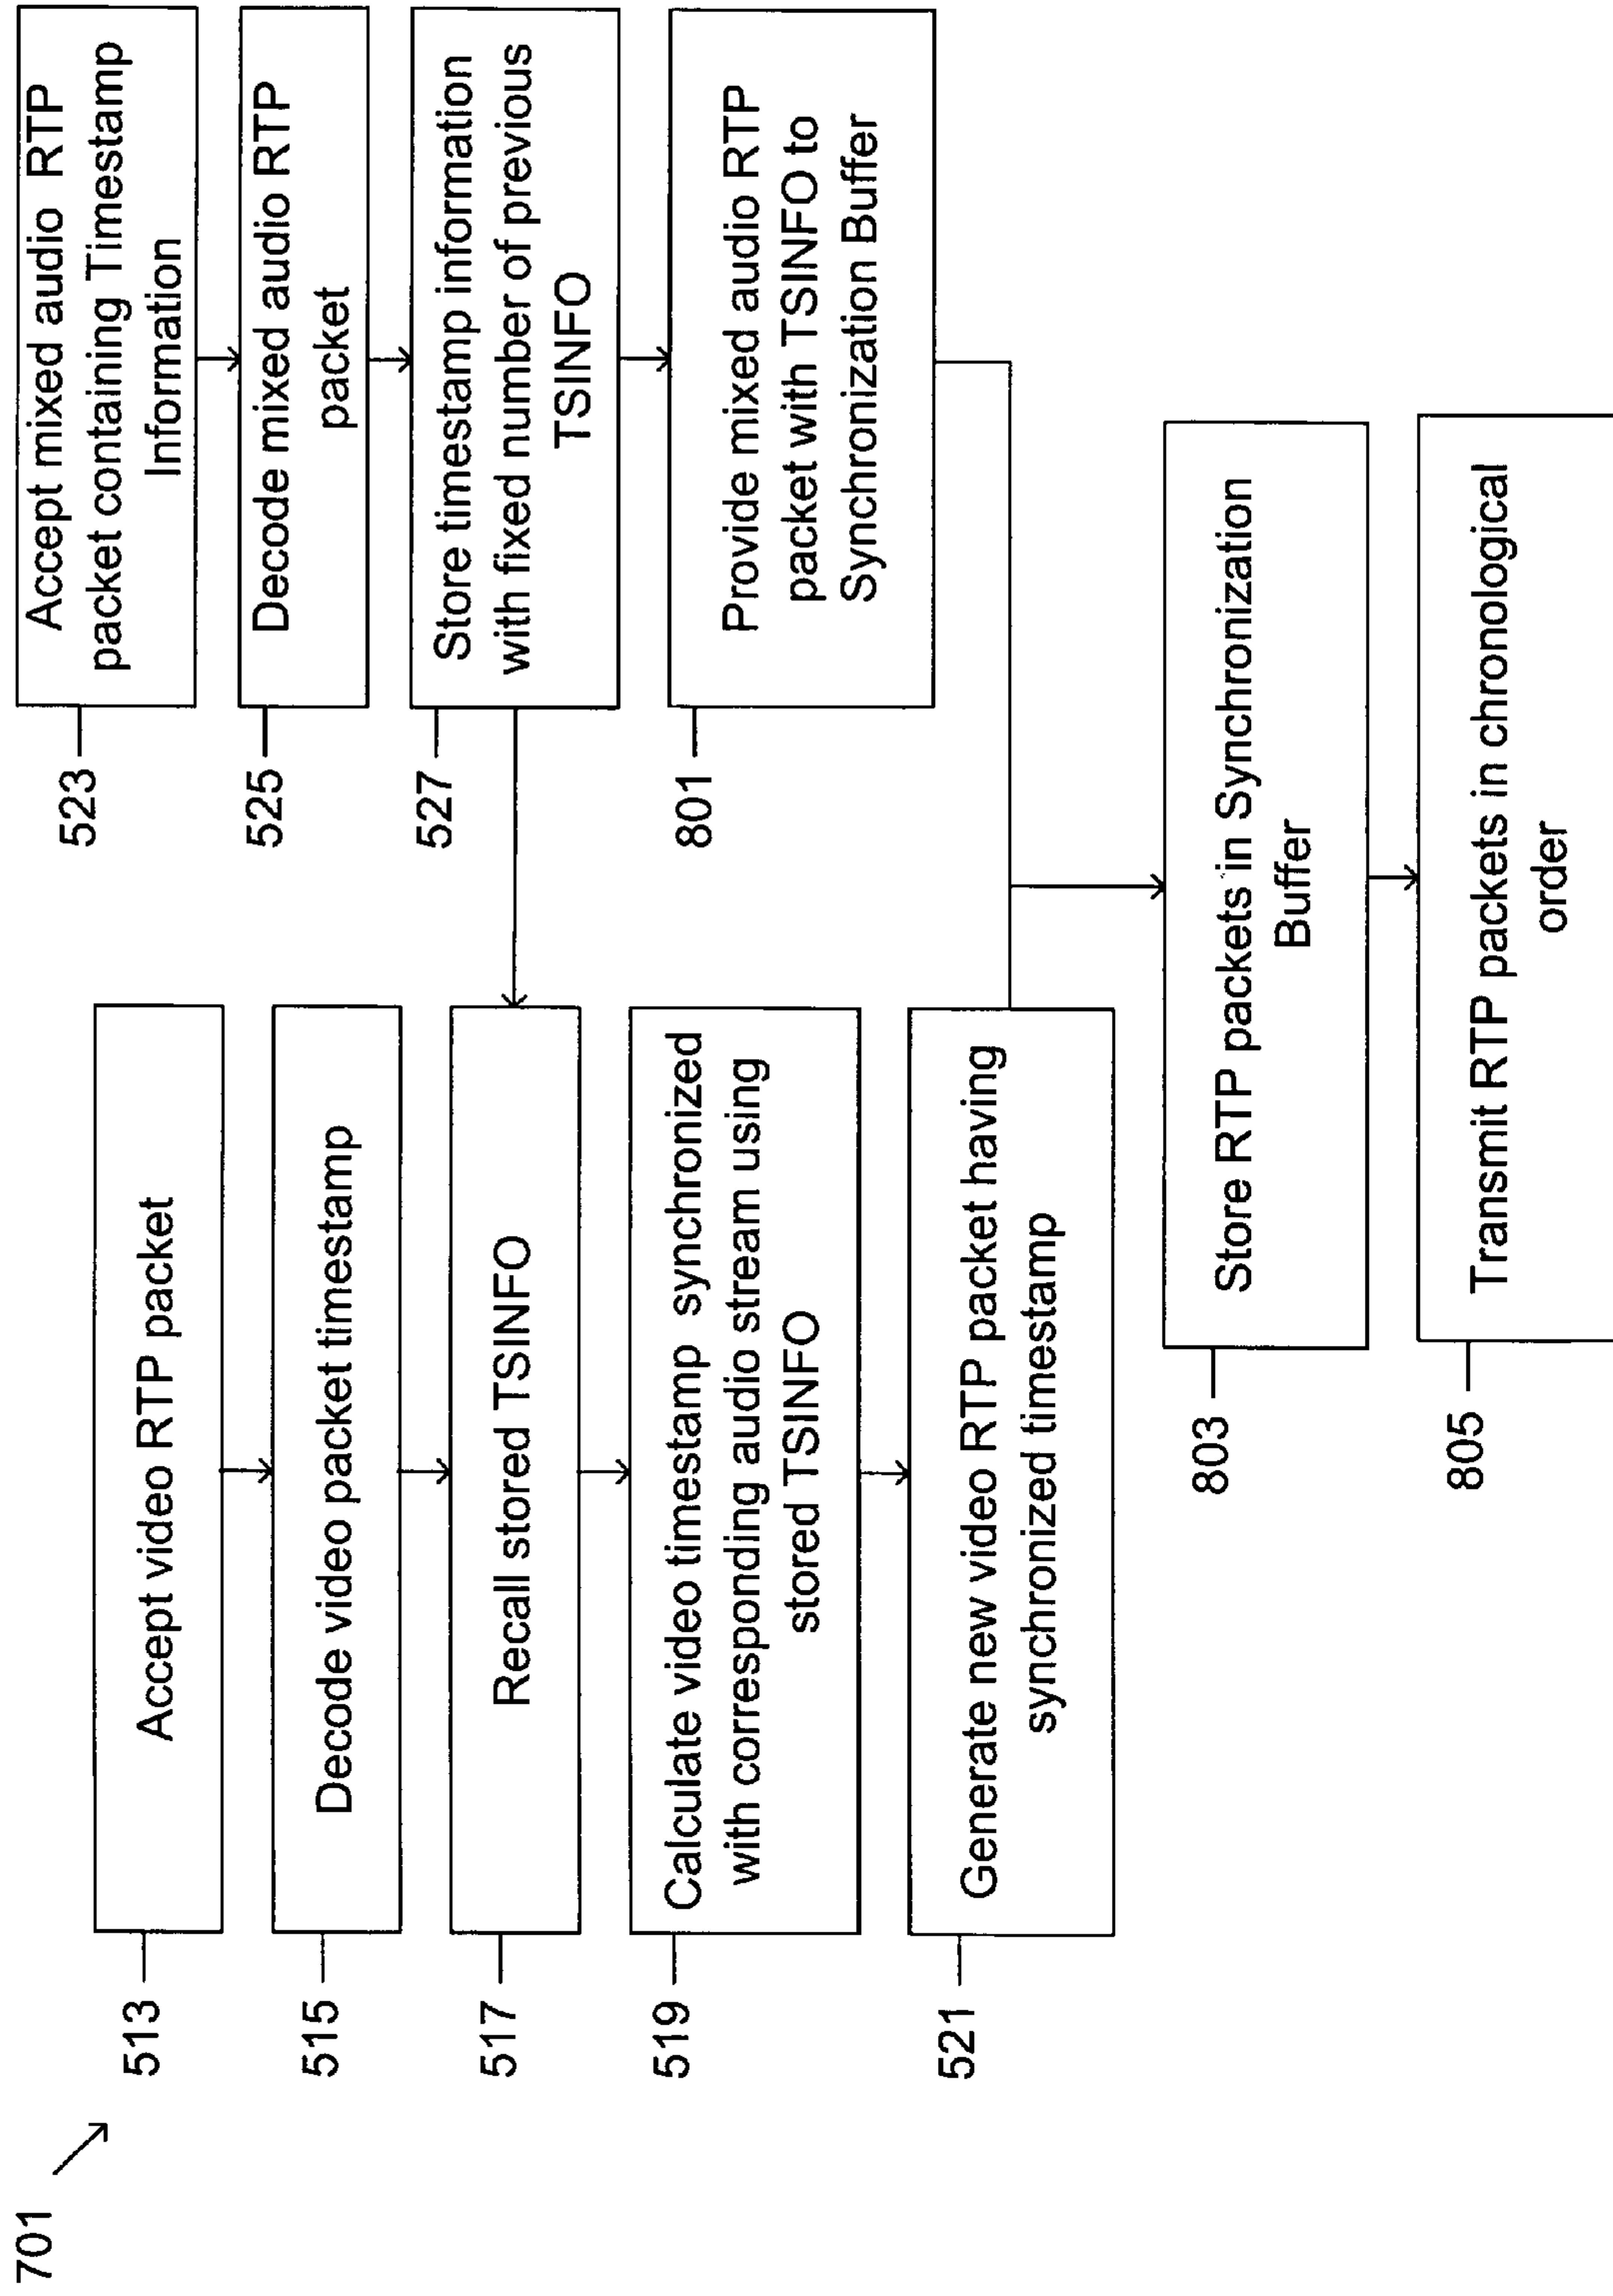 701
513
Accept video RTP packet
515
Decode video packet timestamp
517
Recall stored TSINFO
519
Calculate video timestamp synchronized
with corresponding audio stream using
stored TSINFO
521
Generate new video RTP packet having
synchronized timestamp
523
Accept mixed audio RTP
packet containing Timestamp
Information
525
Decode mixed audio RTP
packet
527
Store timestamp information
with fixed number of previous
TSINFO
801
Provide mixed audio RTP
packet with TSINFO to
Synchronization Buffer
803
Store RTP packets in Synchronization
Buffer
805
Transmit RTP packets in chronological
order